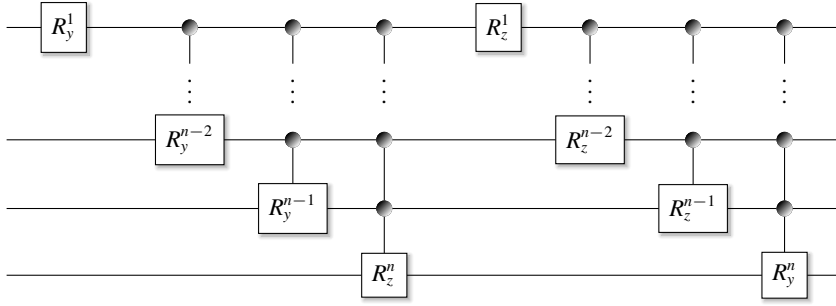 R_y^1 R_z^1
⋮ ⋮ ⋮ ⋮ ⋮ ⋮
R_y^{n-2} R_z^{n-2}
R_y^{n-1} R_z^{n-1}
R_z^n R_y^n